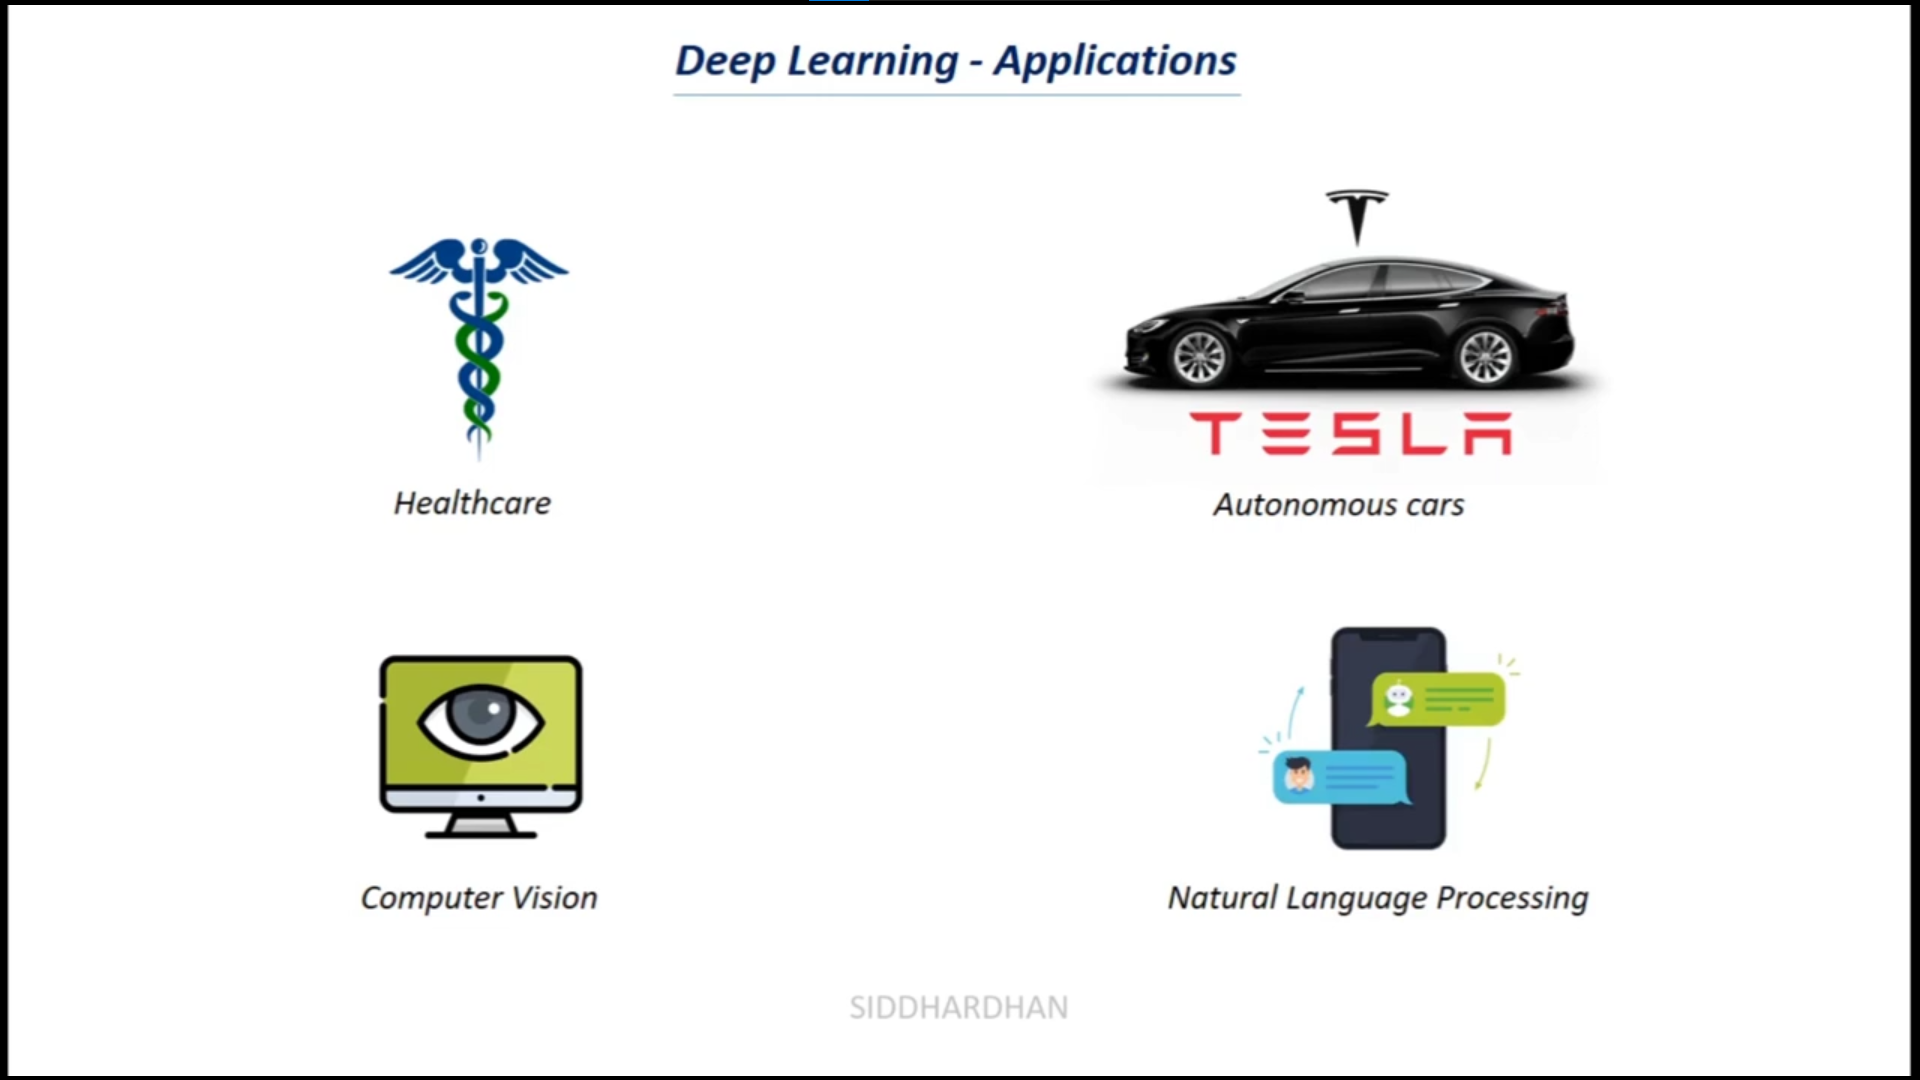 Deep Learning - Applications
TESLA
Healthcare
Autonomous cars
Computer Vision
Natural Language Processing
SIDDHARDHAN